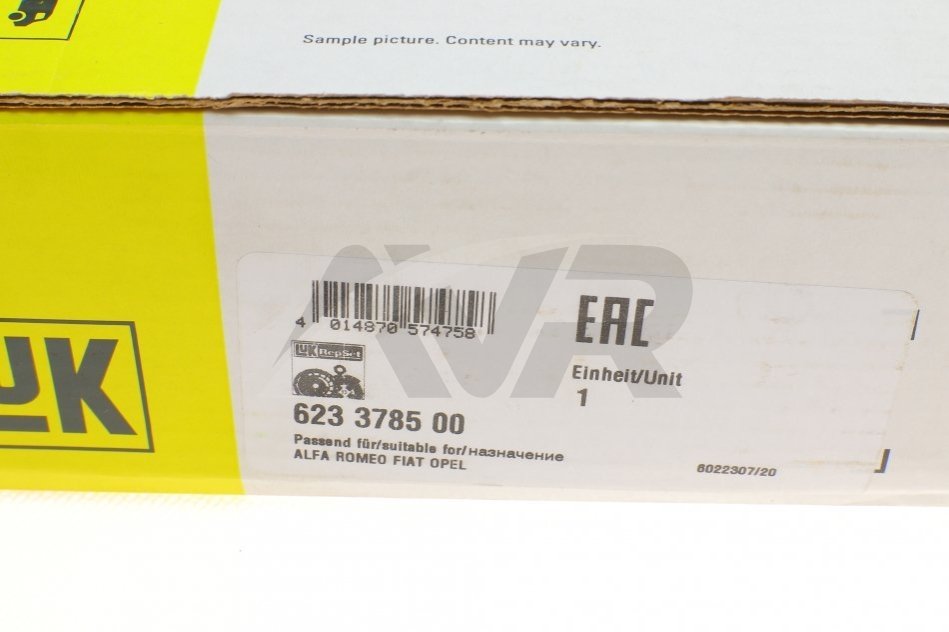 Sample picture. Content may vary.
LUK
4 014870 574758
EAC
LUK RepSet
Einheit/Unit
1
623 3785 00
Passend für/suitable for/назначение
ALFA ROMEO FIAT OPEL
6022307/20
AVR